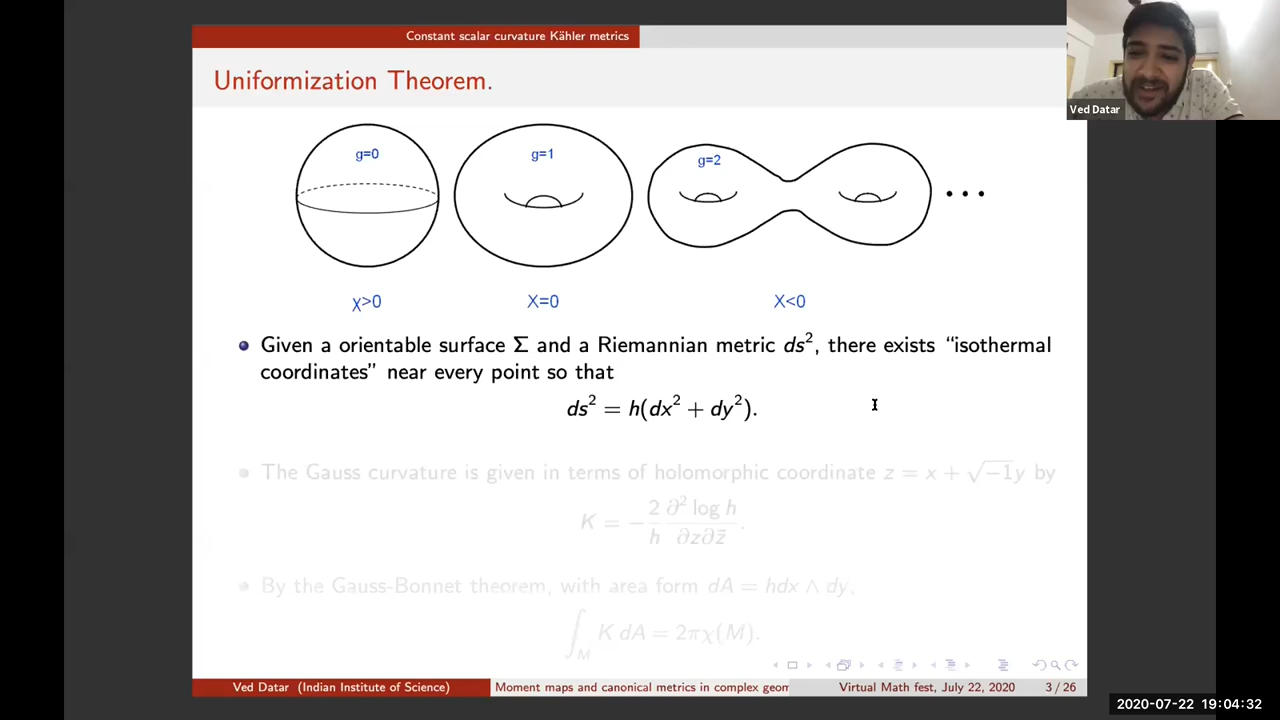 Constant scalar curvature Kähler metrics
Uniformization Theorem.
Ved Datar
g=0
g=1
g=2
χ>0
X=0
X<0
• Given a orientable surface Σ and a Riemannian metric ds², there exists “isothermal
coordinates” near every point so that
ds² = h(dx² + dy²).
• The Gauss curvature is given in terms of holomorphic coordinate z = x + √−1y by
K = −\frac{2}{h} \frac{∂² log h}{∂z∂z̄}.
• By the Gauss-Bonnet theorem, with area form dA = hdx ∧ dy,
∫_M K dA = 2πχ(M).
Ved Datar (Indian Institute of Science)
Moment maps and canonical metrics in complex geom
Virtual Math fest, July 22, 2020
3 / 26
2020-07-22 19:04:32